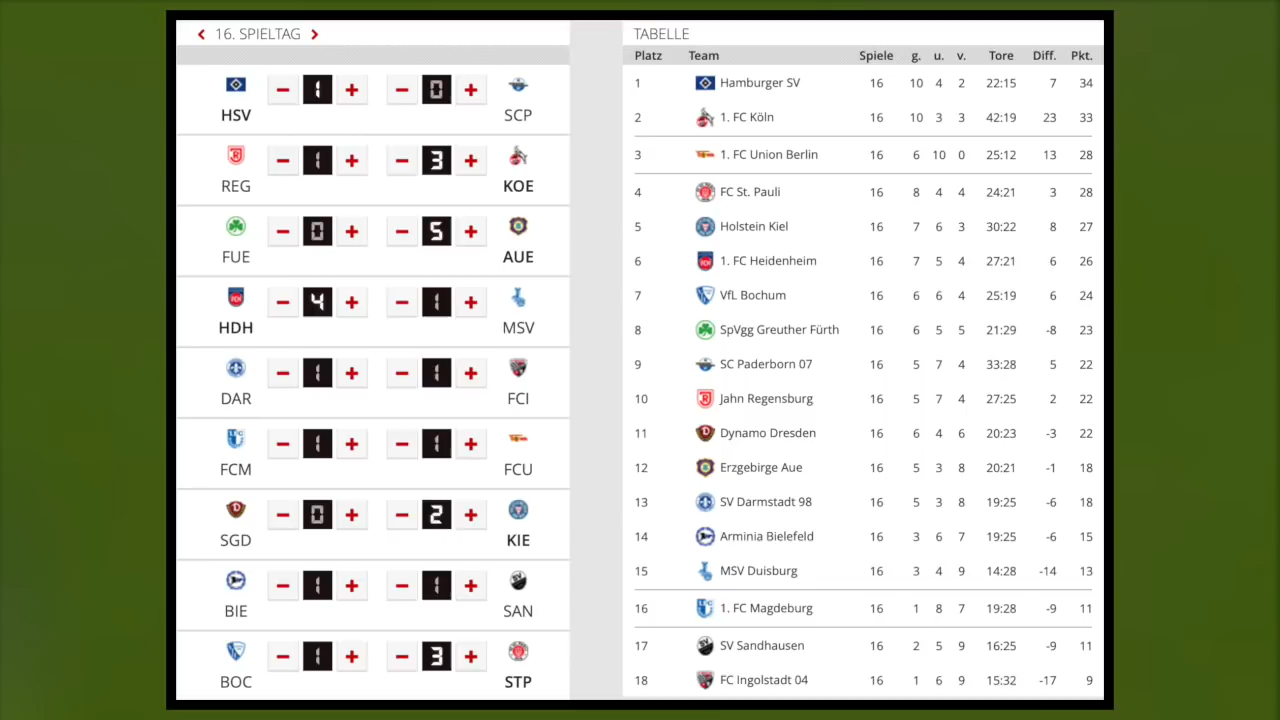 16. SPIELTAG
HSV 1 0 SCP
REG 1 3 KOE
FUE 0 5 AUE
HDH 4 1 MSV
DAR 1 1 FCI
FCM 1 1 FCU
SGD 0 2 KIE
BIE 1 1 SAN
BOC 1 3 STP
TABELLE
Platz Team Spiele g. u. v. Tore Diff. Pkt.
1 Hamburger SV 16 10 4 2 22:15 7 34
2 1. FC Köln 16 10 3 3 42:19 23 33
3 1. FC Union Berlin 16 6 10 0 25:12 13 28
4 FC St. Pauli 16 8 4 4 24:21 3 28
5 Holstein Kiel 16 7 6 3 30:22 8 27
6 1. FC Heidenheim 16 7 5 4 27:21 6 26
7 VfL Bochum 16 6 6 4 25:19 6 24
8 SpVgg Greuther Fürth 16 6 5 5 21:29 -8 23
9 SC Paderborn 07 16 5 7 4 33:28 5 22
10 Jahn Regensburg 16 5 7 4 27:25 2 22
11 Dynamo Dresden 16 6 4 6 20:23 -3 22
12 Erzgebirge Aue 16 5 3 8 20:21 -1 18
13 SV Darmstadt 98 16 5 3 8 19:25 -6 18
14 Arminia Bielefeld 16 3 6 7 19:25 -6 15
15 MSV Duisburg 16 3 4 9 14:28 -14 13
16 1. FC Magdeburg 16 1 8 7 19:28 -9 11
17 SV Sandhausen 16 2 5 9 16:25 -9 11
18 FC Ingolstadt 04 16 1 6 9 15:32 -17 9